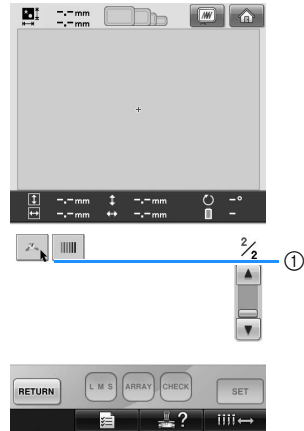 -.- mm
-.- mm
-.- mm -.- mm -°
-.- mm -.- mm -
2/2
①
RETURN L M S ARRAY CHECK SET
?